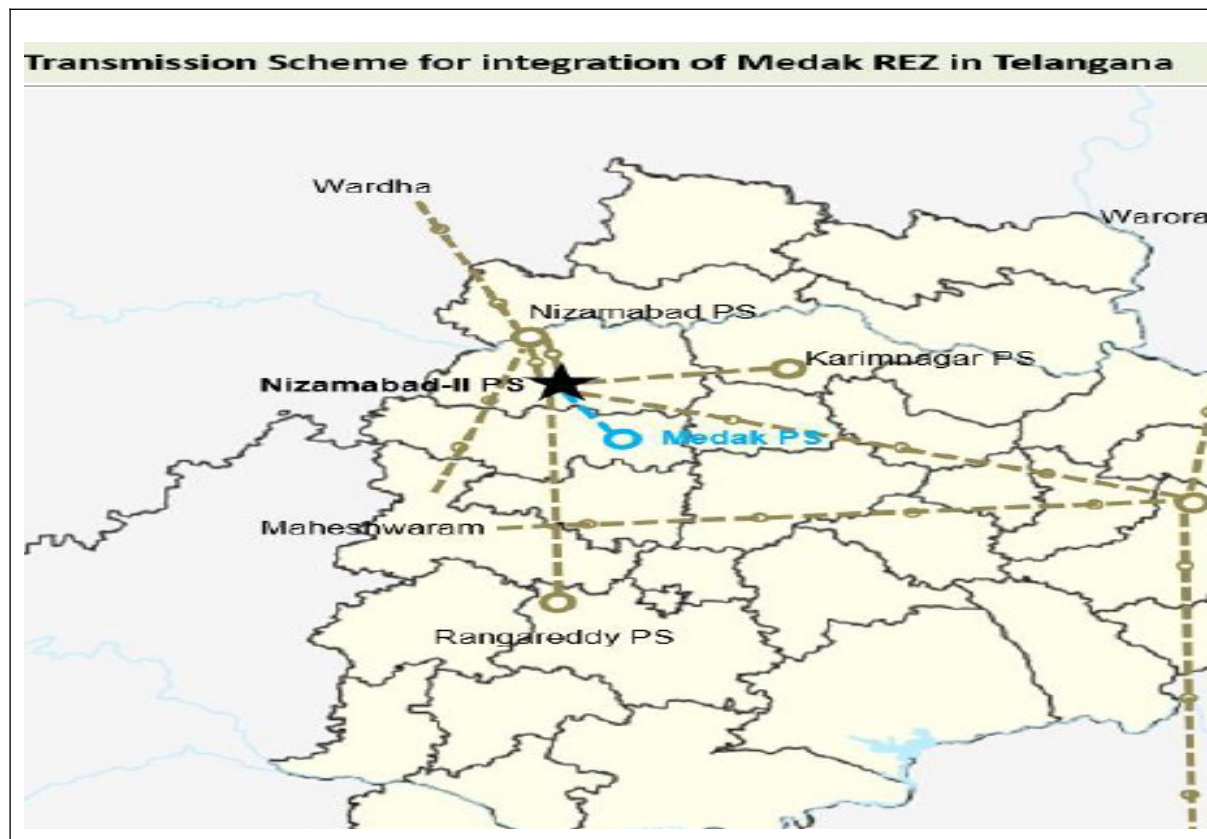 Transmission Scheme for integration of Medak REZ in Telangana
Wardha
Warora
Nizamabad PS
Karimnagar PS
Nizamabad-II PS
Medak PS
Maheshwaram
Rangareddy PS